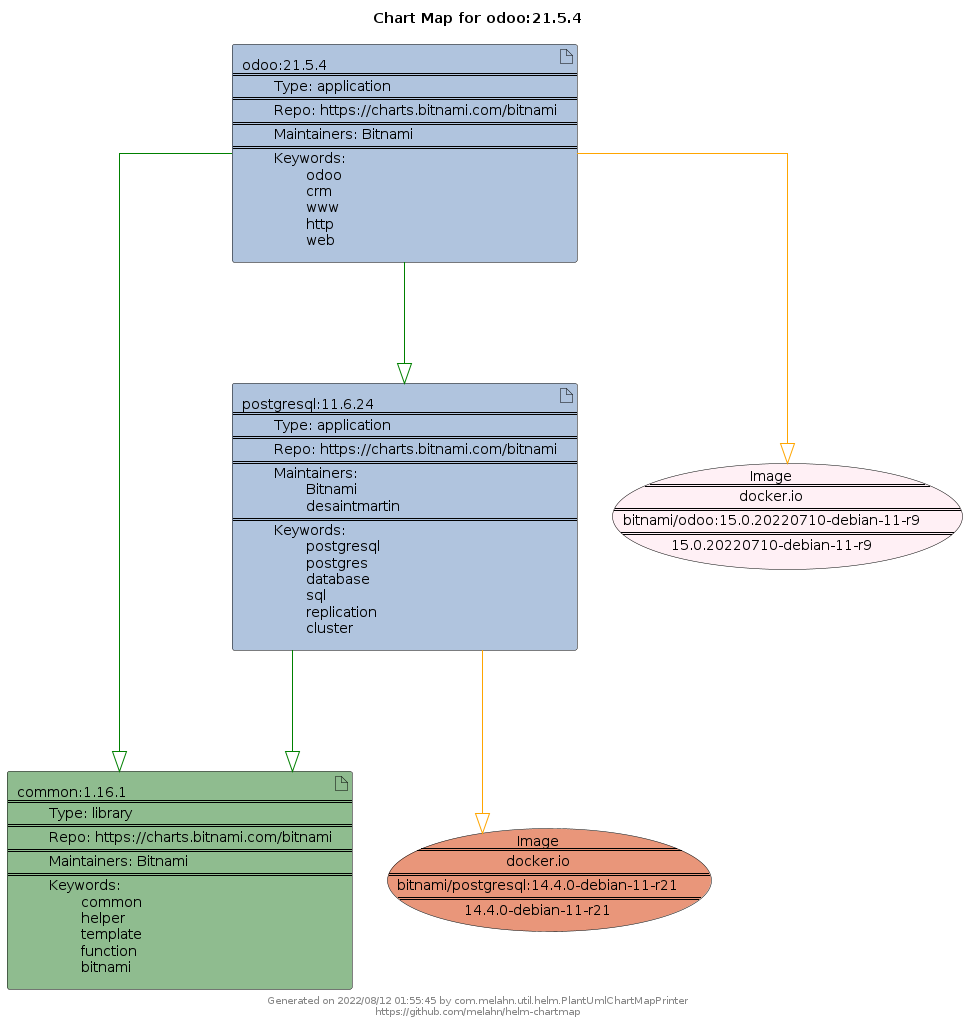 Chart Map for odoo:21.5.4
odoo:21.5.4
Type: application
Repo: https://charts.bitnami.com/bitnami
Maintainers: Bitnami
Keywords:
odoo
crm
www
http
web
postgresql:11.6.24
Type: application
Repo: https://charts.bitnami.com/bitnami
Maintainers:
Bitnami
desaintmartin
Keywords:
postgresql
postgres
database
sql
replication
cluster
Image
docker.io
bitnami/odoo:15.0.20220710-debian-11-r9
15.0.20220710-debian-11-r9
common:1.16.1
Type: library
Repo: https://charts.bitnami.com/bitnami
Maintainers: Bitnami
Keywords:
common
helper
template
function
bitnami
Image
docker.io
bitnami/postgresql:14.4.0-debian-11-r21
14.4.0-debian-11-r21
Generated on 2022/08/12 01:55:45 by com.melahn.util.helm.PlantUmlChartMapPrinter
https://github.com/melahn/helm-chartmap